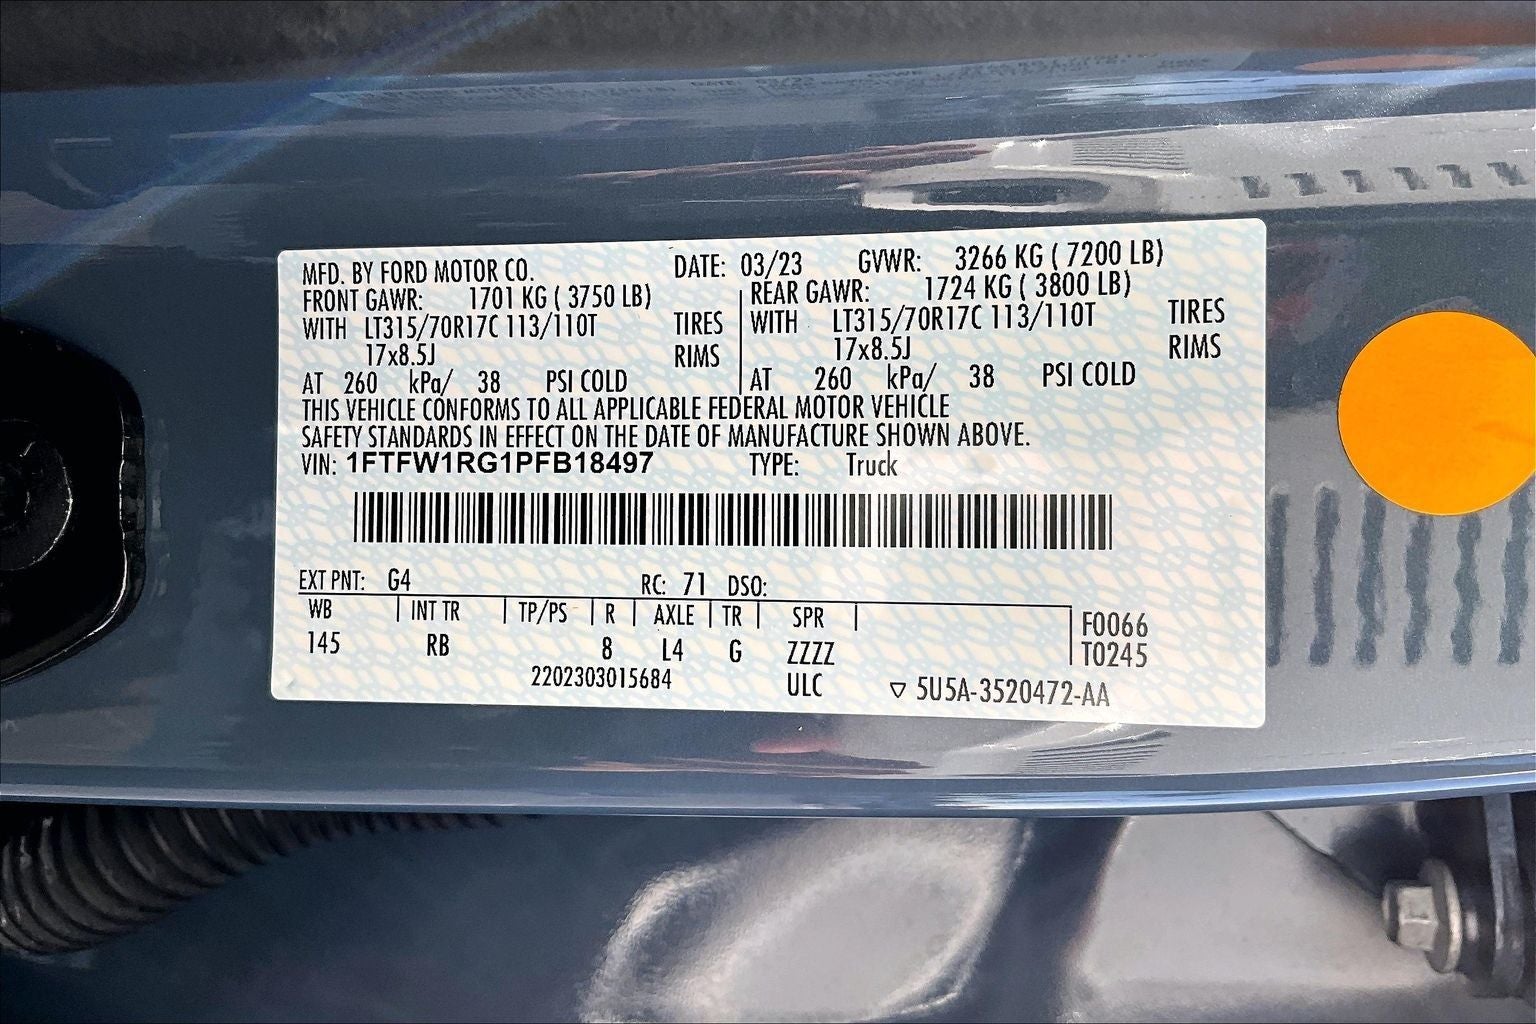 MFD. BY FORD MOTOR CO. DATE: 03/23 GVWR: 3266 KG ( 7200 LB)
FRONT GAWR: 1701 KG ( 3750 LB) REAR GAWR: 1724 KG ( 3800 LB)
WITH LT315/70R17C 113/110T TIRES WITH LT315/70R17C 113/110T TIRES
17x8.5J RIMS 17x8.5J RIMS
AT 260 kPa/ 38 PSI COLD AT 260 kPa/ 38 PSI COLD
THIS VEHICLE CONFORMS TO ALL APPLICABLE FEDERAL MOTOR VEHICLE
SAFETY STANDARDS IN EFFECT ON THE DATE OF MANUFACTURE SHOWN ABOVE.
VIN: 1FTFW1RG1PFB18497 TYPE: Truck
EXT PNT: G4 RC: 71 DSO:
WB INT TR TP/PS R AXLE TR SPR F0066
145 RB 8 L4 G ZZZZ T0245
2202303015684 ULC ▽ 5U5A-3520472-AA